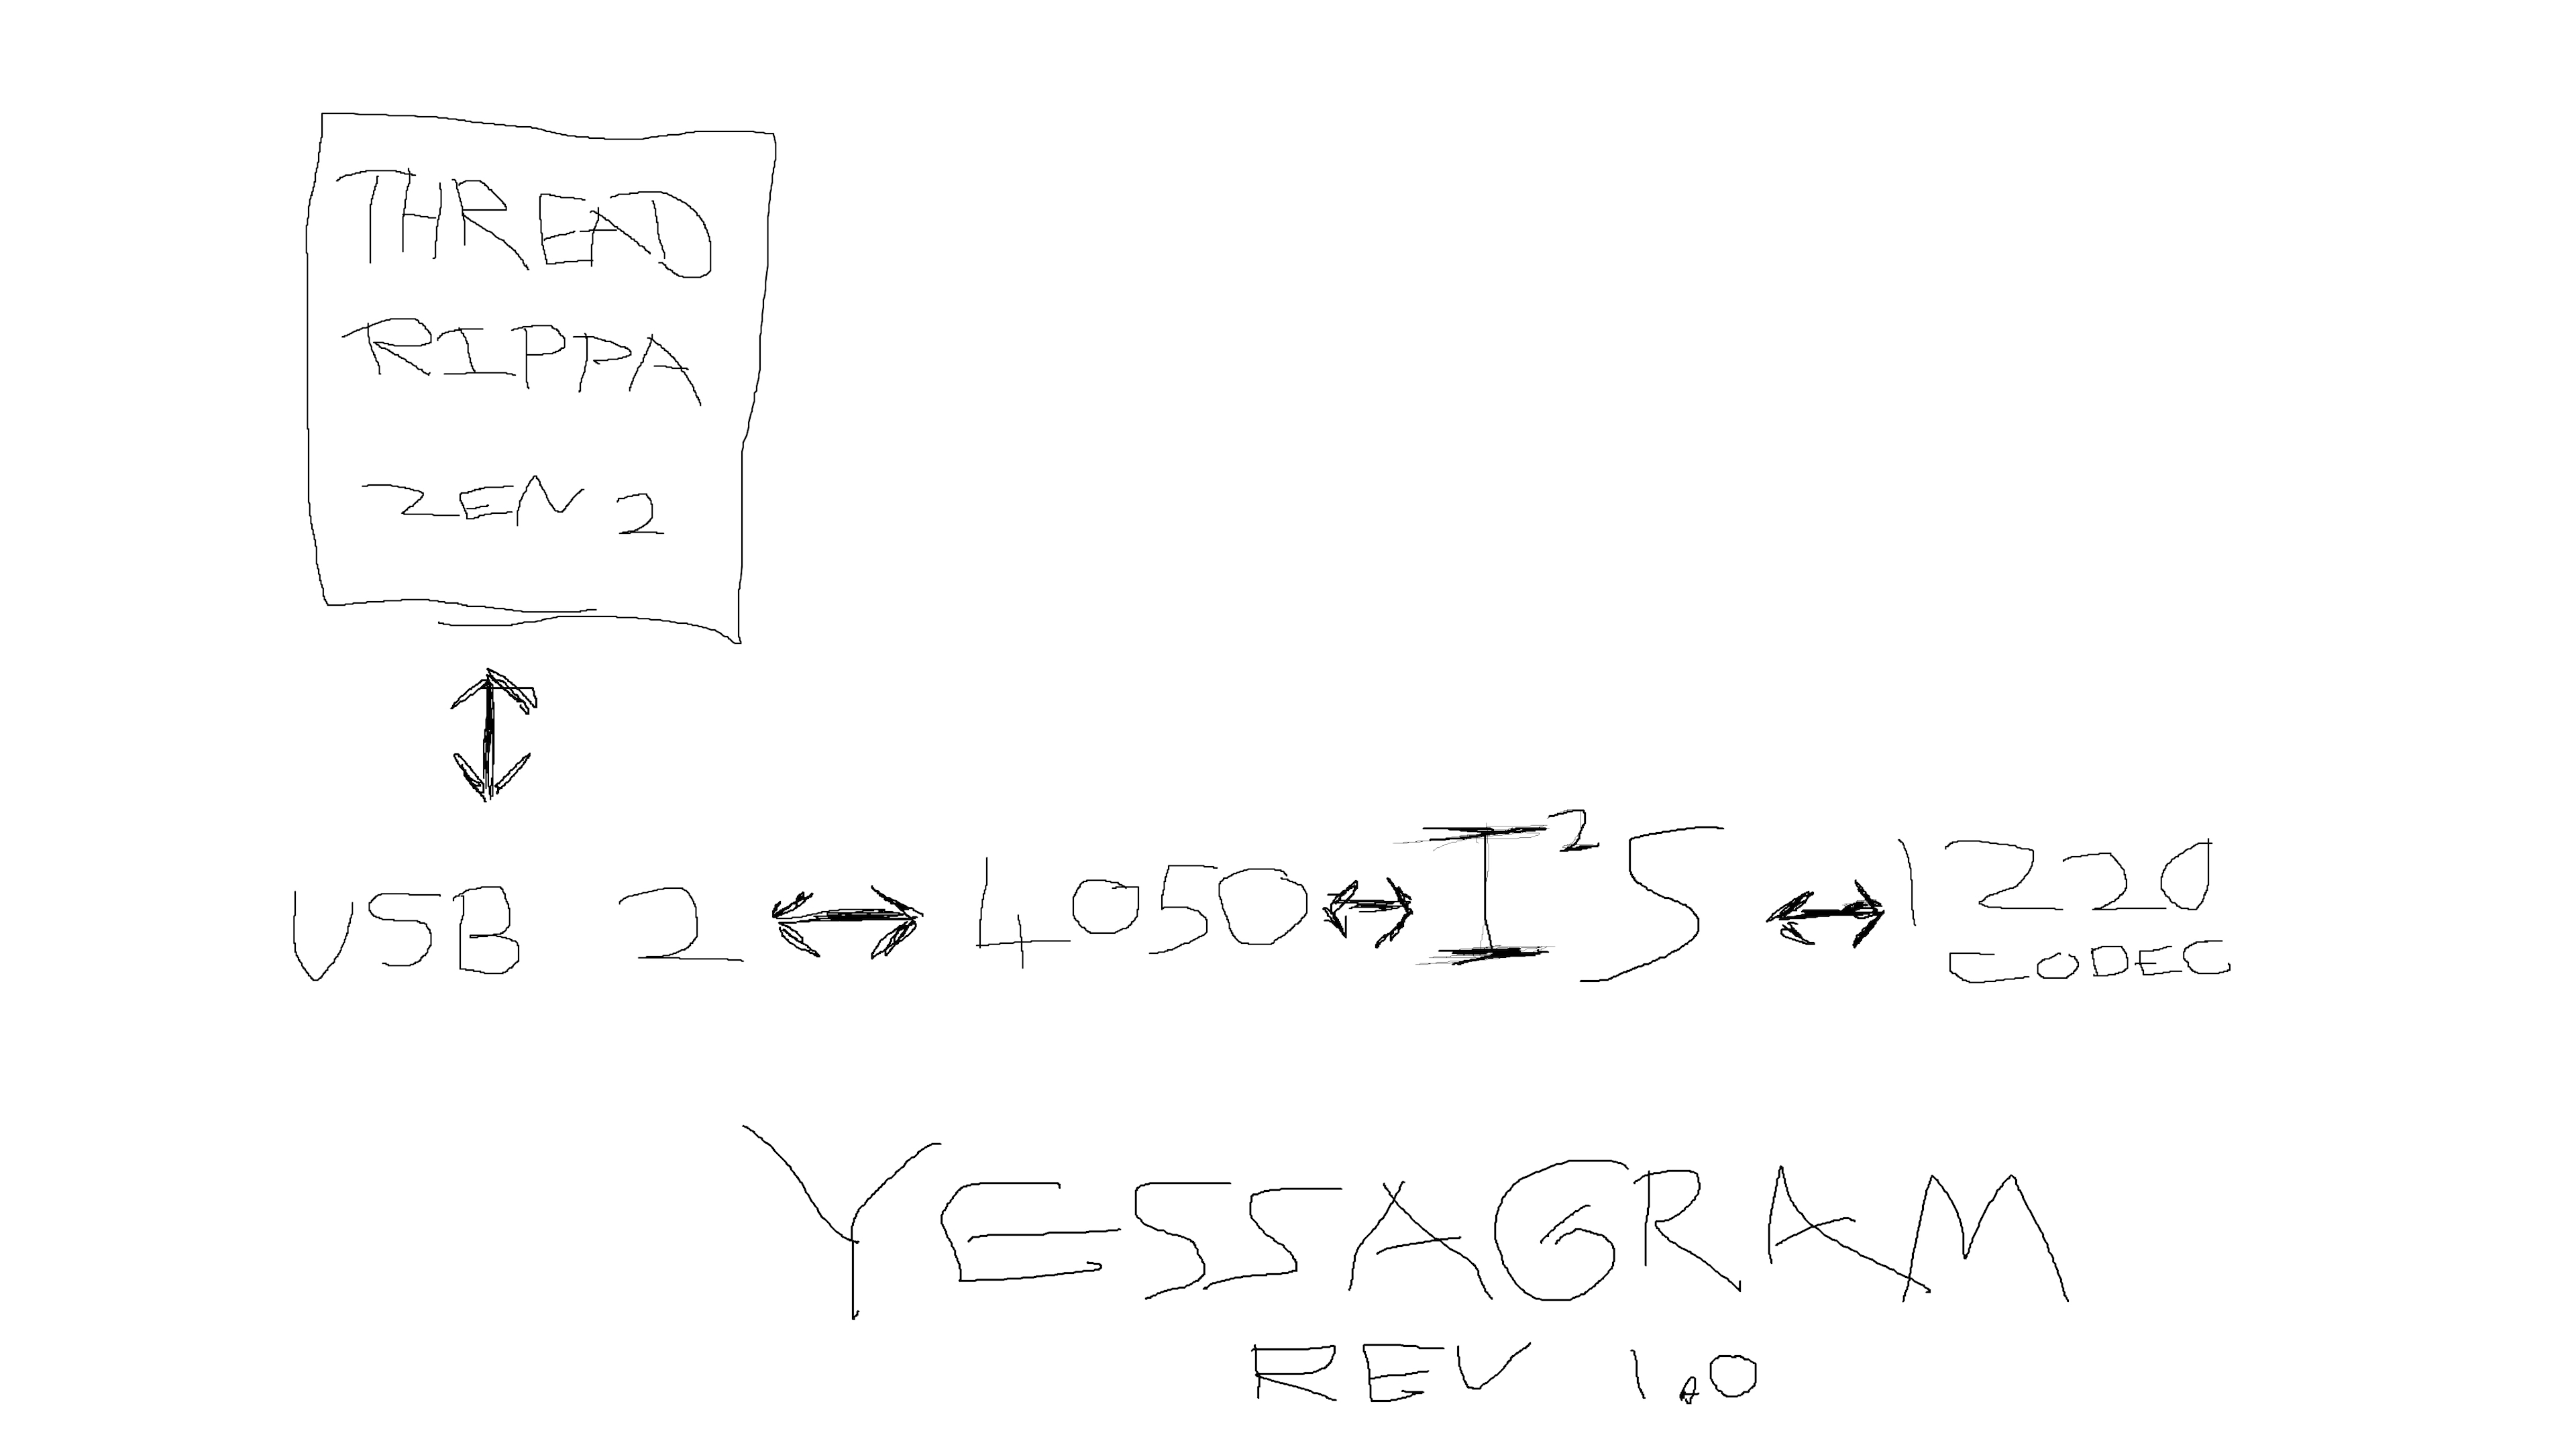 THREAD
RIPPA
ZEN 2
USB 2 4050 I²S 1220
CODEC
YESSAGRAM
REV 1.0